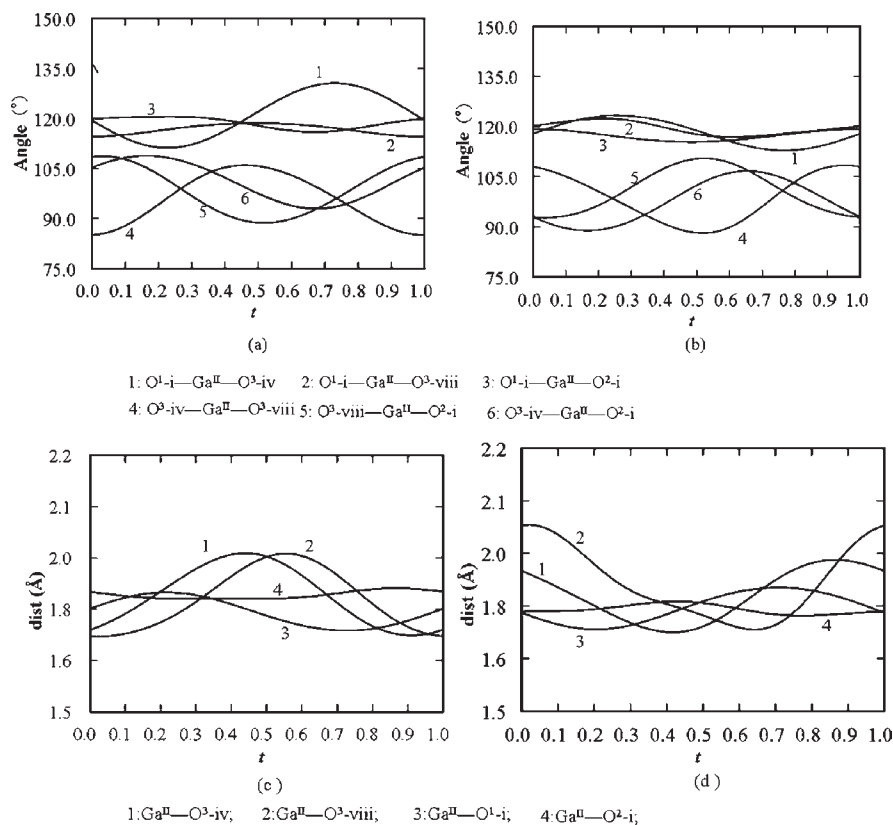 150.0
135.0
120.0
105.0
90.0
75.0
Angle (°)
1
3
2
6
5
4
0.0 0.1 0.2 0.3 0.4 0.5 0.6 0.7 0.8 0.9 1.0
t
(a)
150.0
135.0
120.0
105.0
90.0
75.0
Angle (°)
2
3
1
5
6
4
0.0 0.1 0.2 0.3 0.4 0.5 0.6 0.7 0.8 0.9 1.0
t
(b)
1: O¹-i—Gaᴵᴵ—O³-iv 2: O¹-i—Gaᴵᴵ—O³-viii 3: O¹-i—Gaᴵᴵ—O²-i
4: O³-iv—Gaᴵᴵ—O³-viii 5: O³-viii—Gaᴵᴵ—O²-i 6: O³-iv—Gaᴵᴵ—O²-i
2.2
2.1
2.0
1.8
1.6
1.5
dist (Å)
1
2
4
3
0.0 0.1 0.2 0.3 0.4 0.5 0.6 0.7 0.8 0.9 1.0
t
(c)
2.2
2.1
2.0
1.8
1.6
1.5
dist (Å)
2
1
3
4
0.0 0.1 0.2 0.3 0.4 0.5 0.6 0.7 0.8 0.9 1.0
t
(d)
1:Gaᴵᴵ—O³-iv; 2:Gaᴵᴵ—O³-viii; 3:Gaᴵᴵ—O¹-i; 4:Gaᴵᴵ—O²-i;